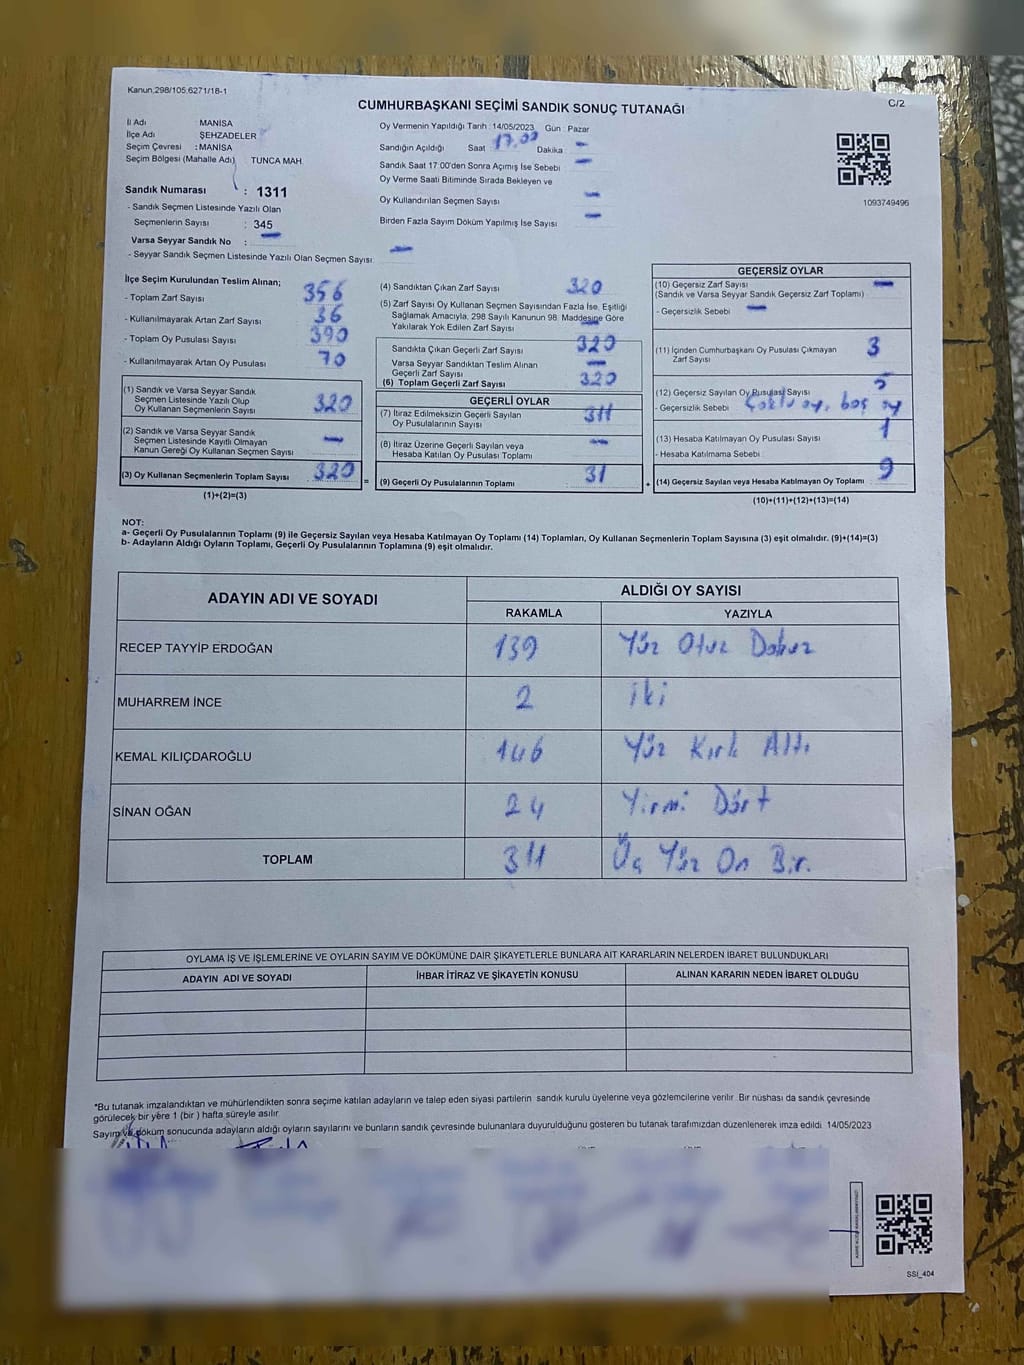 Kanun,298/105,6271/18-1
C/2
CUMHURBAŞKANI SEÇİMİ SANDIK SONUÇ TUTANAĞI
İl Adı MANİSA
İlçe Adı ŞEHZADELER
Seçim Çevresi : MANİSA
Seçim Bölgesi (Mahalle Adı) TUNCA MAH.
Sandık Numarası : 1311
- Sandık Seçmen Listesinde Yazılı Olan
Seçmenlerin Sayısı : 345
Varsa Seyyar Sandık No : -
- Seyyar Sandık Seçmen Listesinde Yazılı Olan Seçmen Sayısı: -
Oy Vermenin Yapıldığı Tarih : 14/05/2023 Gün : Pazar
Sandığın Açıldığı Saat : 17.00 Dakika : -
Sandık Saat 17:00'den Sonra Açımış İse Sebebi : -
Oy Verme Saati Bitiminde Sırada Bekleyen ve
Oy Kullandırılan Seçmen Sayısı -
Birden Fazla Sayım Döküm Yapılmış İse Sayısı -
1093749496
İlçe Seçim Kurulundan Teslim Alınan;
- Toplam Zarf Sayısı : 356
- Kullanılmayarak Artan Zarf Sayısı : 36
- Toplam Oy Pusulası Sayısı : 390
- Kullanılmayarak Artan Oy Pusulası : 70
(1) Sandık ve Varsa Seyyar Sandık
Seçmen Listesinde Yazılı Olup
Oy Kullanan Seçmenlerin Sayısı : 320
(2) Sandık ve Varsa Seyyar Sandık
Seçmen Listesinde Kayıtlı Olmayan
Kanun Gereği Oy Kullanan Seçmen Sayısı : -
(3) Oy Kullanan Seçmenlerin Toplam Sayısı : 320
(1)+(2)=(3)
(4) Sandıktan Çıkan Zarf Sayısı : 320
(5) Zarf Sayısı Oy Kullanan Seçmen Sayısından Fazla İse, Eşitliği
Sağlamak Amacıyla, 298 Sayılı Kanunun 98. Maddesine Göre
Yakılarak Yok Edilen Zarf Sayısı : -
Sandıkta Çıkan Geçerli Zarf Sayısı : 320
Varsa Seyyar Sandıktan Teslim Alınan
Geçerli Zarf Sayısı : -
(6) Toplam Geçerli Zarf Sayısı : 320
GEÇERLİ OYLAR
(7) İtiraz Edilmeksizin Geçerli Sayılan
Oy Pusulalarının Sayısı : 311
(8) İtiraz Üzerine Geçerli Sayılan veya
Hesaba Katılan Oy Pusulası Toplamı : -
(9) Geçerli Oy Pusulalarının Toplamı : 31
=
+
GEÇERSİZ OYLAR
(10) Geçersiz Zarf Sayısı -
(Sandık ve Varsa Seyyar Sandık Geçersiz Zarf Toplamı)
- Geçersizlik Sebebi : -
(11) İçinden Cumhurbaşkanı Oy Pusulası Çıkmayan
Zarf Sayısı : 3
(12) Geçersiz Sayılan Oy Pusulası Sayısı : 5
- Geçersizlik Sebebi : Çoklu oy, boş oy
(13) Hesaba Katılmayan Oy Pusulası Sayısı : 1
- Hesaba Katılmama Sebebi :
(14) Geçersiz Sayılan veya Hesaba Katılmayan Oy Toplamı : 9
(10)+(11)+(12)+(13)=(14)
NOT:
a- Geçerli Oy Pusulalarının Toplamı (9) ile Geçersiz Sayılan veya Hesaba Katılmayan Oy Toplamı (14) Toplamları, Oy Kullanan Seçmenlerin Toplam Sayısına (3) eşit olmalıdır. (9)+(14)=(3)
b- Adayların Aldığı Oyların Toplamı, Geçerli Oy Pusulalarının Toplamına (9) eşit olmalıdır.
ADAYIN ADI VE SOYADI ALDIĞI OY SAYISI
RAKAMLA YAZIYLA
RECEP TAYYİP ERDOĞAN 139 Yüz Otuz Dokuz
MUHARREM İNCE 2 iki
KEMAL KILIÇDAROĞLU 146 Yüz Kırk Altı
SİNAN OĞAN 24 Yirmi Dört
TOPLAM 311 Üç Yüz On Bir.
OYLAMA İŞ VE İŞLEMLERİNE VE OYLARIN SAYIM VE DÖKÜMÜNE DAİR ŞİKAYETLERLE BUNLARA AİT KARARLARIN NELERDEN İBARET BULUNDUKLARI
ADAYIN ADI VE SOYADI İHBAR İTİRAZ VE ŞİKAYETİN KONUSU ALINAN KARARIN NEDEN İBARET OLDUĞU
*Bu tutanak imzalandıktan ve mühürlendikten sonra seçime katılan adayların ve talep eden siyasi partilerin sandık kurulu üyelerine veya gözlemcilerine verilir. Bir nüshası da sandık çevresinde
görülecek bir yere 1 (bir ) hafta süreyle asılır.
Sayım ve döküm sonucunda adayların aldığı oyların sayılarını ve bunların sandık çevresinde bulunanlara duyurulduğunu gösteren bu tutanak tarafımızdan düzenlenerek imza edildi. 14/05/2023
SSI_404